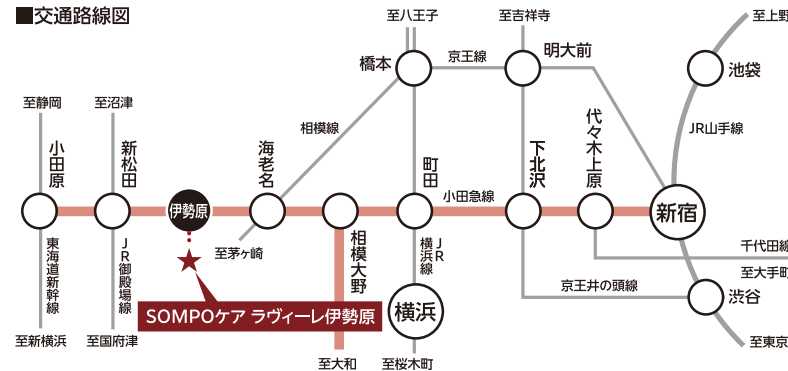 ■交通路線図
至八王子
至吉祥寺
至上野
橋本
京王線
明大前
池袋
至静岡
至沼津
相模線
代々木上原
JR山手線
小田原
新松田
海老名
町田
下北沢
伊勢原
小田急線
新宿
東海道新幹線
JR御殿場線
至茅ヶ崎
相模大野
JR横浜線
千代田線
至大手町
京王井の頭線
渋谷
SOMPOケア ラヴィーレ伊勢原
横浜
至新横浜
至国府津
至大和
至桜木町
至東京